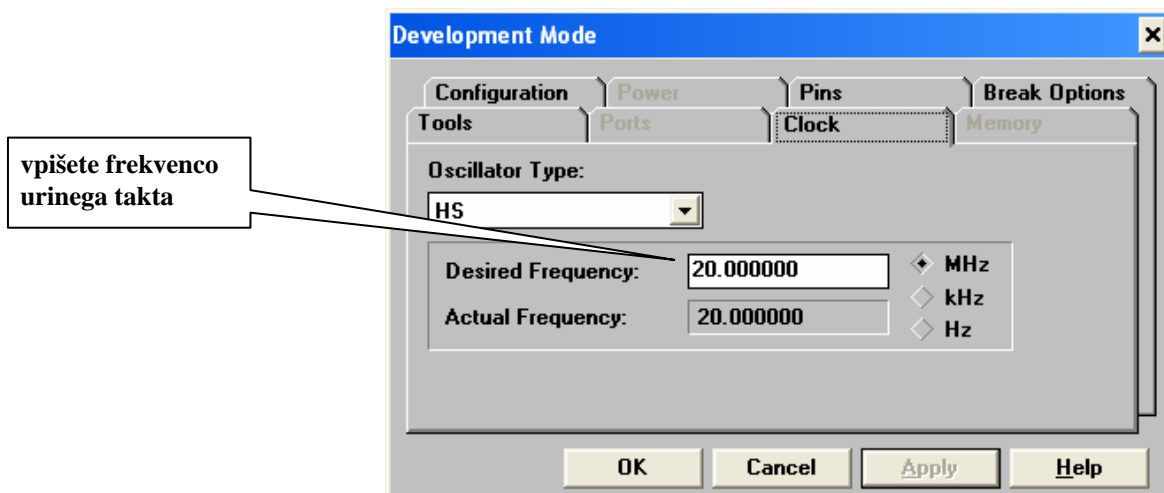 Development Mode
Configuration Power Pins Break Options
Tools Ports Clock Memory
vpišete frekvenco
urinega takta
Oscillator Type:
HS
Desired Frequency: 20.000000 MHz
kHz
Actual Frequency: 20.000000
Hz
OK Cancel Apply Help